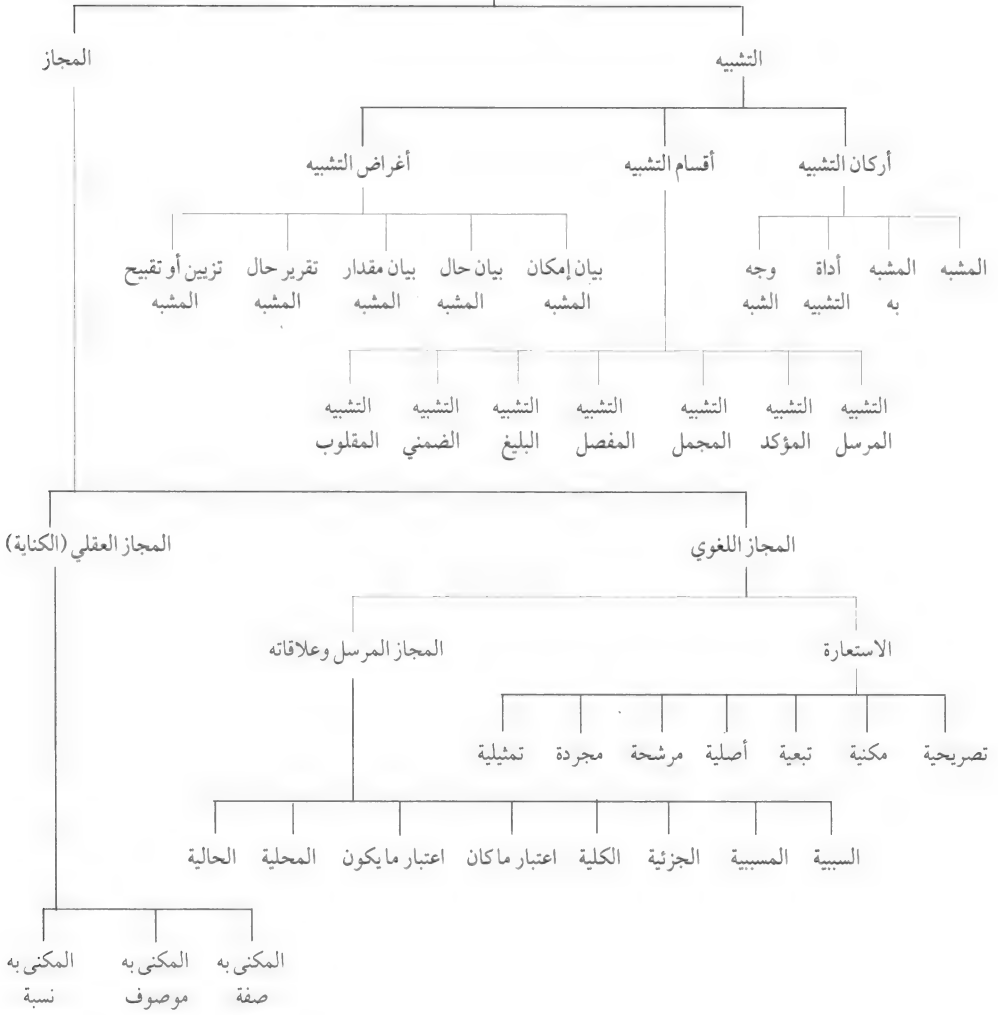 التشبيه
المجاز
أركان التشبيه
أقسام التشبيه
أغراض التشبيه
المشبه
المشبه به
أداة التشبيه
وجه الشبه
بيان إمكان المشبه
بيان حال المشبه
بيان مقدار المشبه
تقرير حال المشبه
تزيين أو تقبيح المشبه
التشبيه المرسل
التشبيه المؤكد
التشبيه المجمل
التشبيه المفصل
التشبيه البليغ
التشبيه الضمني
التشبيه المقلوب
المجاز اللغوي
المجاز العقلي (الكناية)
الاستعارة
المجاز المرسل وعلاقاته
تصريحية
مكنية
تبعية
أصلية
مرشحة
مجردة
تمثيلية
السببية
المسببية
الجزئية
الكلية
اعتبار ما كان
اعتبار ما يكون
المحلية
الحالية
المكنى به صفة
المكنى به موصوف
المكنى به نسبة